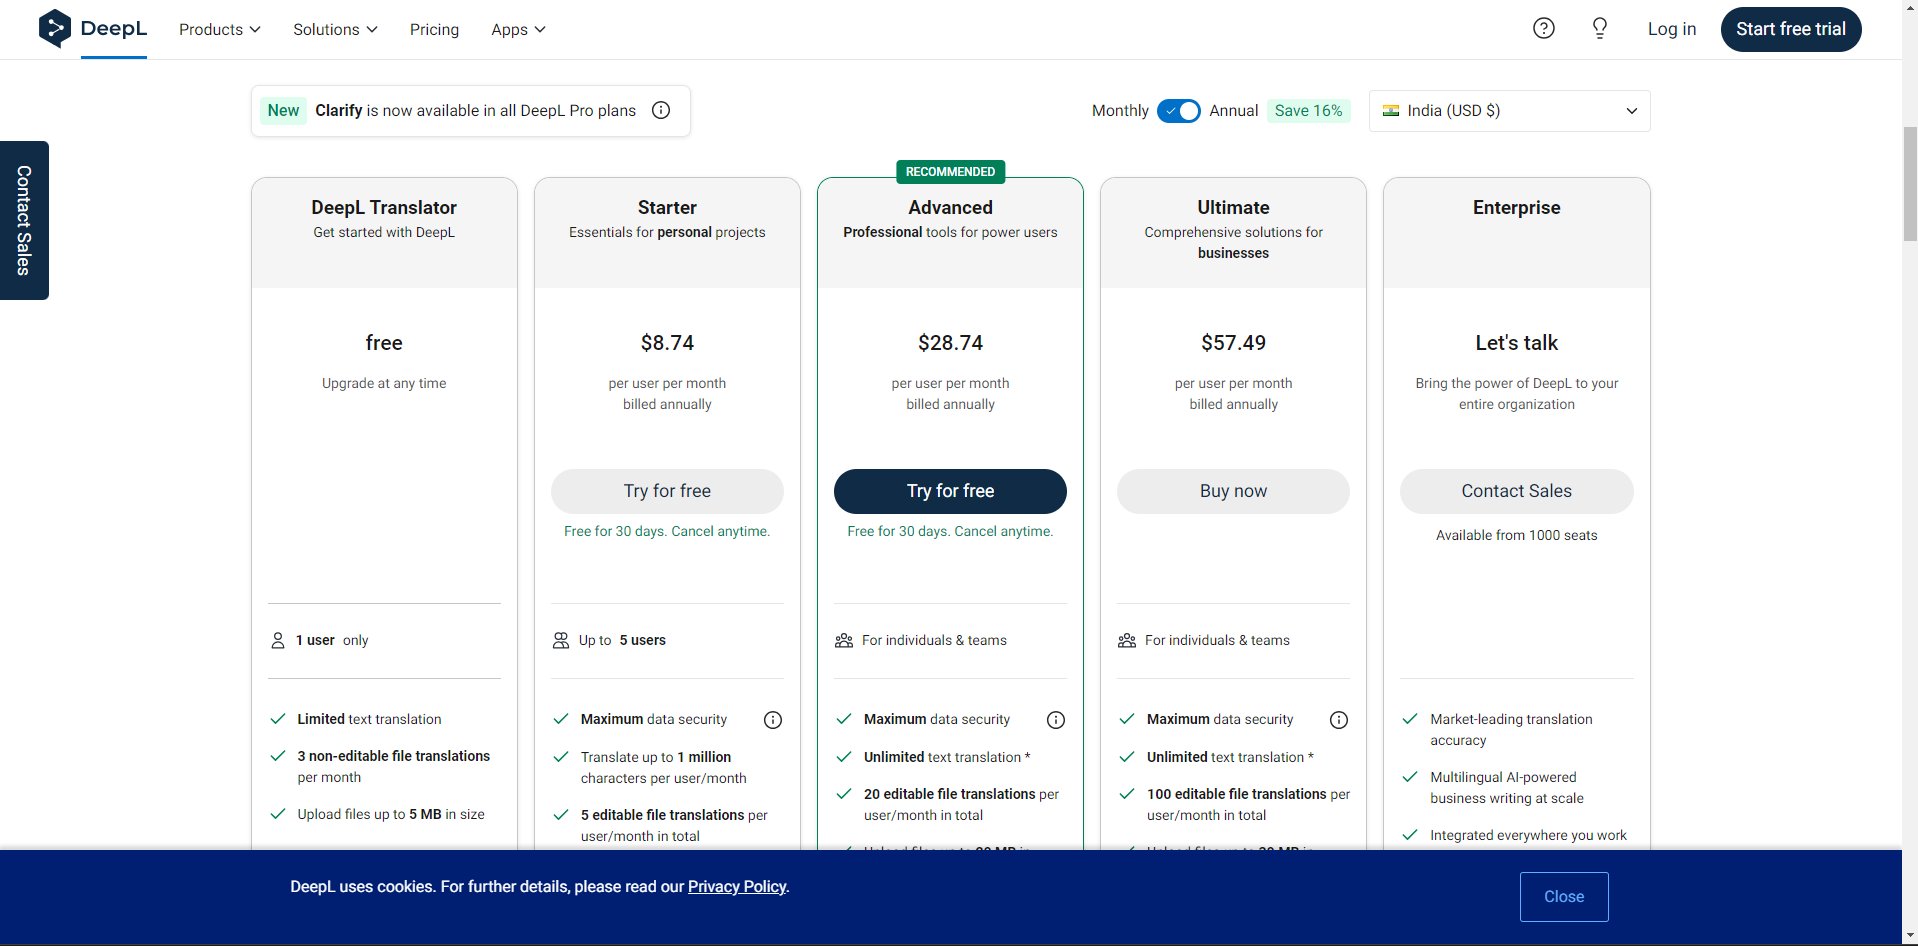 DeepL
Products
Solutions
Pricing
Apps
Log in
Start free trial
New Clarify is now available in all DeepL Pro plans
Monthly
Annual
Save 16%
India (USD $)
Contact Sales
DeepL Translator
Get started with DeepL
free
Upgrade at any time
1 user only
Limited text translation
3 non-editable file translations
per month
Upload files up to 5 MB in size
Starter
Essentials for personal projects
$8.74
per user per month
billed annually
Try for free
Free for 30 days. Cancel anytime.
Up to 5 users
Maximum data security
Translate up to 1 million
characters per user/month
5 editable file translations per
user/month in total
RECOMMENDED
Advanced
Professional tools for power users
$28.74
per user per month
billed annually
Try for free
Free for 30 days. Cancel anytime.
For individuals & teams
Maximum data security
Unlimited text translation *
20 editable file translations per
user/month in total
Ultimate
Comprehensive solutions for
businesses
$57.49
per user per month
billed annually
Buy now
For individuals & teams
Maximum data security
Unlimited text translation *
100 editable file translations per
user/month in total
Enterprise
Let's talk
Bring the power of DeepL to your
entire organization
Contact Sales
Available from 1000 seats
Market-leading translation
accuracy
Multilingual AI-powered
business writing at scale
Integrated everywhere you work
DeepL uses cookies. For further details, please read our Privacy Policy.
Close